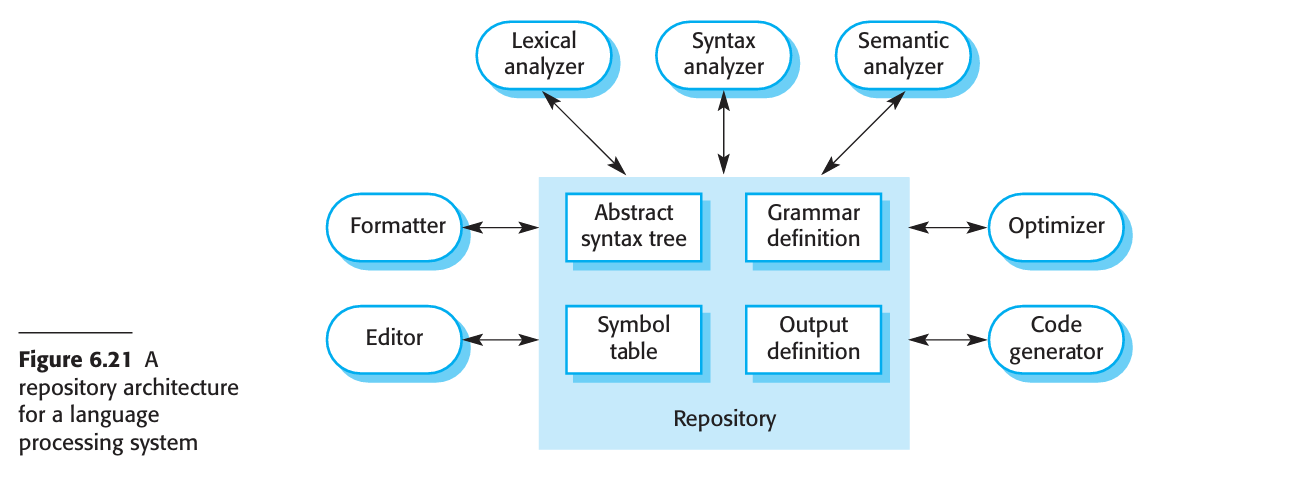 Lexical
analyzer
Syntax
analyzer
Semantic
analyzer
Formatter
Abstract
syntax tree
Grammar
definition
Optimizer
Editor
Symbol
table
Output
definition
Code
generator
Repository
Figure 6.21 A
repository architecture
for a language
processing system